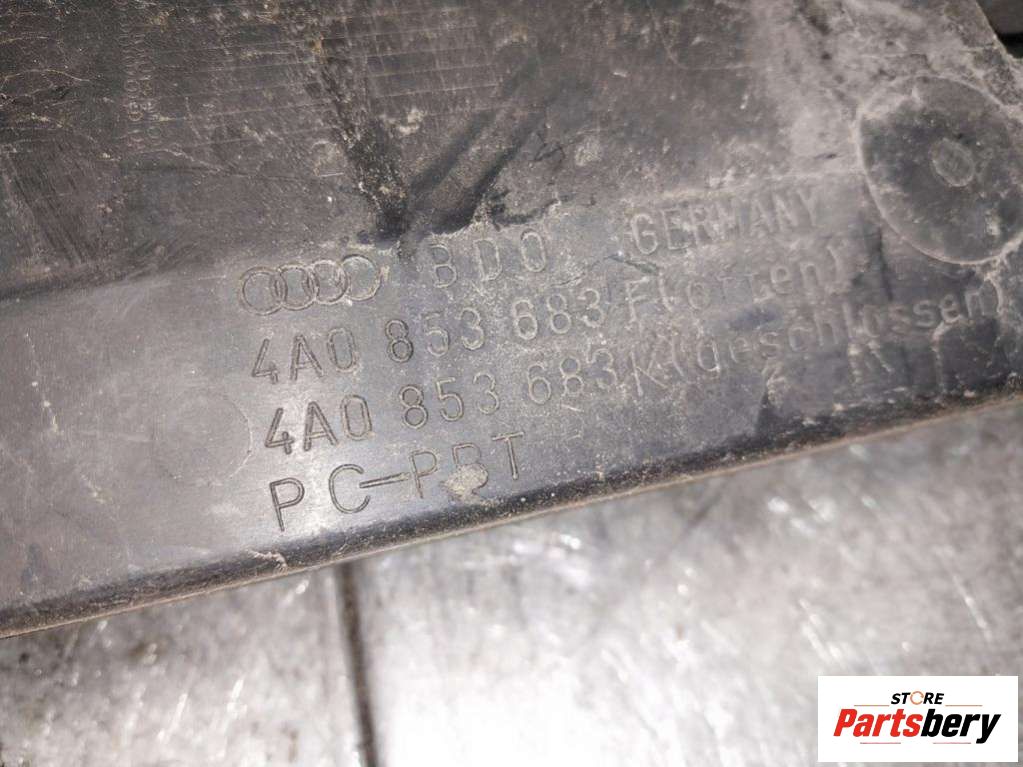 BDO GERMANY
4A0 853 683 F(offen)
4A0 853 683 K(geschlossen)
PC-PBT
STORE
Partsbery